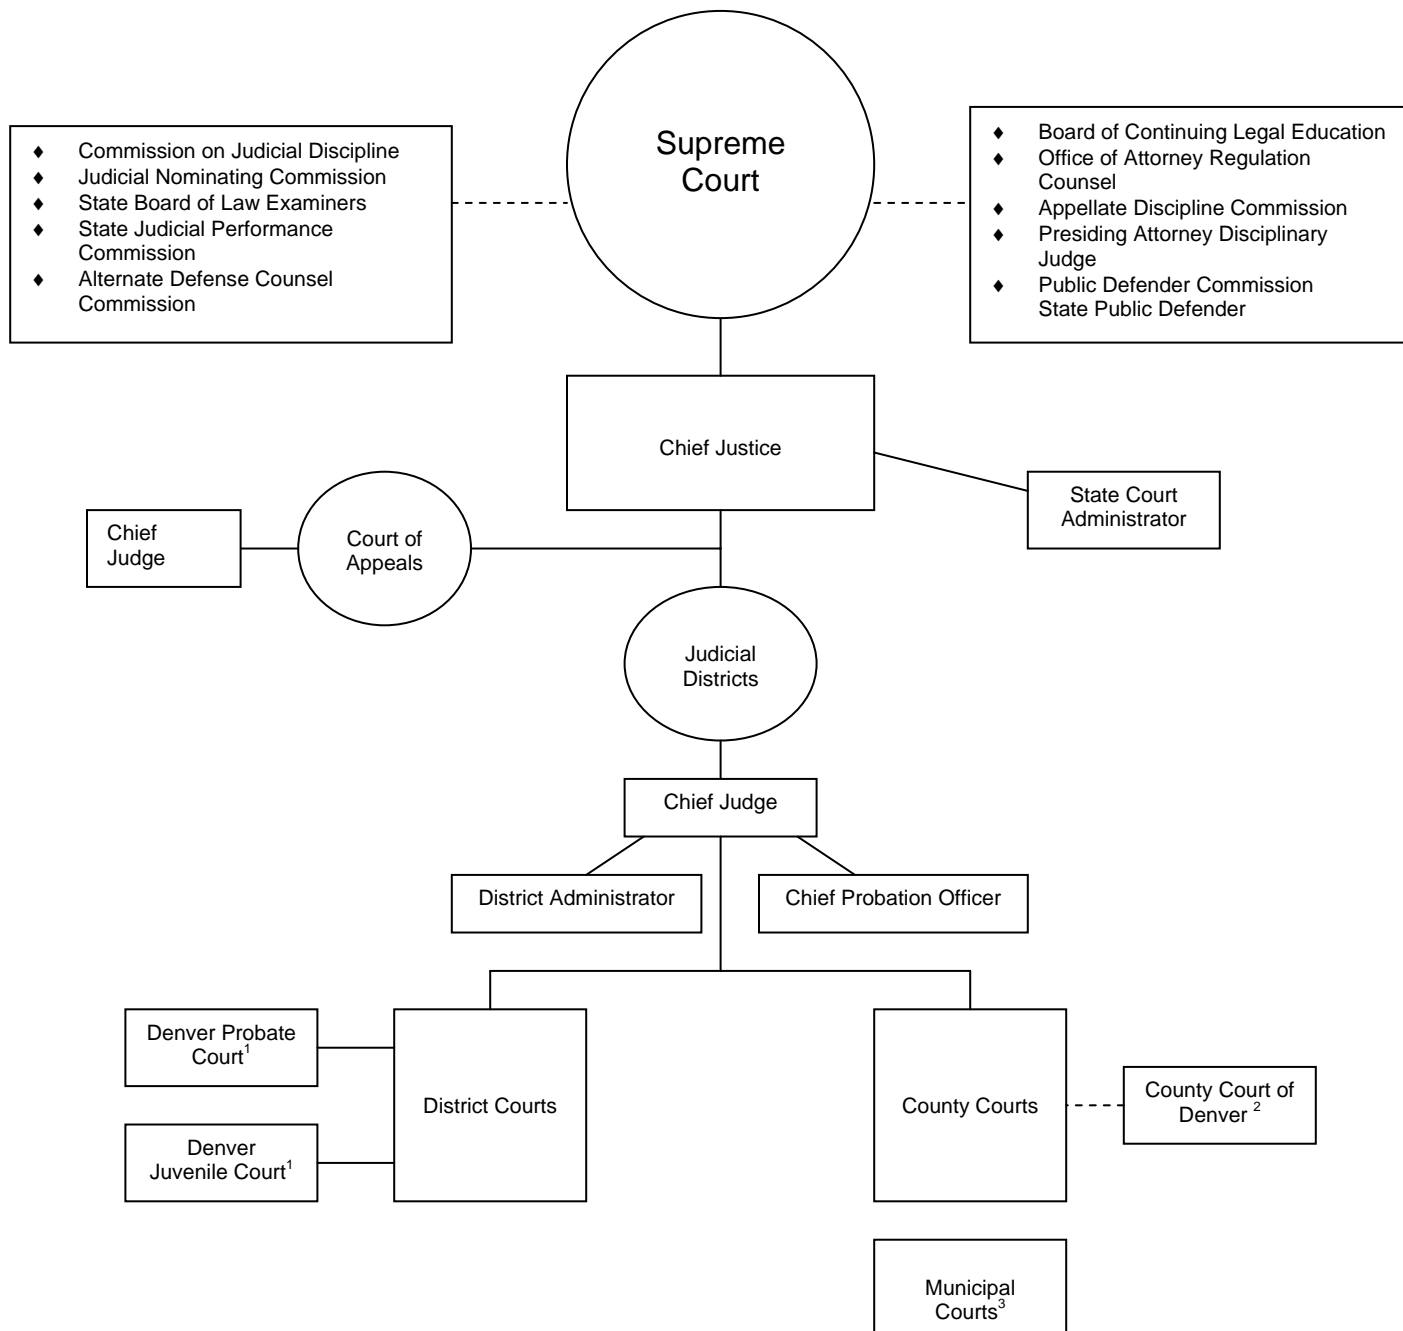 Supreme
Court
♦ Commission on Judicial Discipline
♦ Judicial Nominating Commission
♦ State Board of Law Examiners
♦ State Judicial Performance
Commission
♦ Alternate Defense Counsel
Commission
♦ Board of Continuing Legal Education
♦ Office of Attorney Regulation
Counsel
♦ Appellate Discipline Commission
♦ Presiding Attorney Disciplinary
Judge
♦ Public Defender Commission
State Public Defender
Chief Justice
State Court
Administrator
Chief
Judge
Court of
Appeals
Judicial
Districts
Chief Judge
District Administrator
Chief Probation Officer
Denver Probate
Court¹
Denver
Juvenile Court¹
District Courts
County Courts
County Court of
Denver ²
Municipal
Courts³